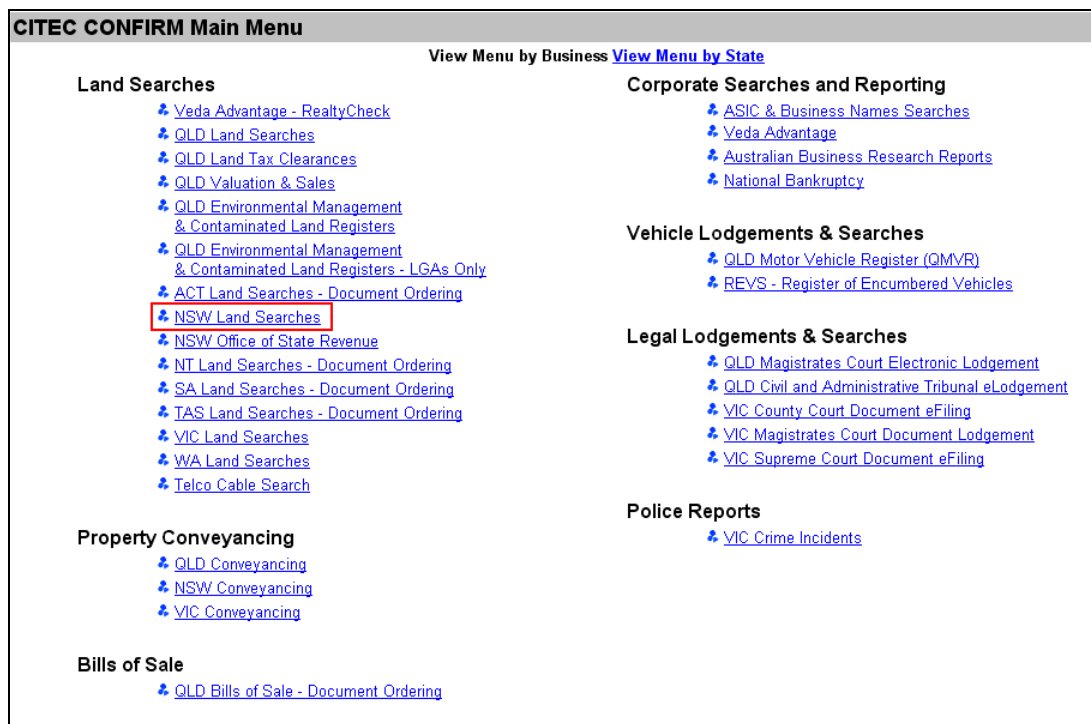 CITEC CONFIRM Main Menu
View Menu by Business View Menu by State
Land Searches
Veda Advantage - RealtyCheck
QLD Land Searches
QLD Land Tax Clearances
QLD Valuation & Sales
QLD Environmental Management
& Contaminated Land Registers
QLD Environmental Management
& Contaminated Land Registers - LGAs Only
ACT Land Searches - Document Ordering
NSW Land Searches
NSW Office of State Revenue
NT Land Searches - Document Ordering
SA Land Searches - Document Ordering
TAS Land Searches - Document Ordering
VIC Land Searches
WA Land Searches
Telco Cable Search
Property Conveyancing
QLD Conveyancing
NSW Conveyancing
VIC Conveyancing
Bills of Sale
QLD Bills of Sale - Document Ordering
Corporate Searches and Reporting
ASIC & Business Names Searches
Veda Advantage
Australian Business Research Reports
National Bankruptcy
Vehicle Lodgements & Searches
QLD Motor Vehicle Register (QMVR)
REVS - Register of Encumbered Vehicles
Legal Lodgements & Searches
QLD Magistrates Court Electronic Lodgement
QLD Civil and Administrative Tribunal eLodgement
VIC County Court Document eFiling
VIC Magistrates Court Document Lodgement
VIC Supreme Court Document eFiling
Police Reports
VIC Crime Incidents